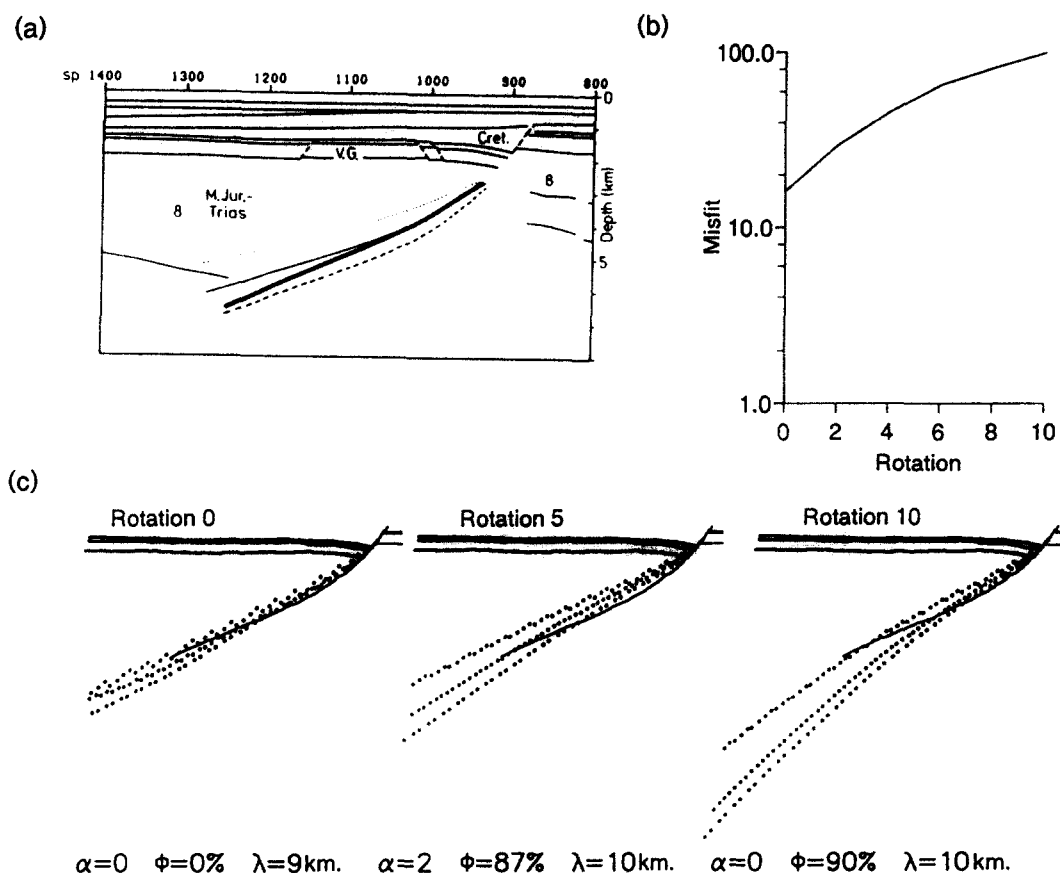 (a)
sp 1400 1300 1200 1100 1000 900 800
0
Cret.
V.G.
8
M.Jur.-
8 Trias
Depth (km)
5
(b)
100.0
10.0
1.0
Misfit
0 2 4 6 8 10
Rotation
(c)
Rotation 0 Rotation 5 Rotation 10
α=0 Φ=0% λ=9km. α=2 Φ=87% λ=10km. α=0 Φ=90% λ=10km.